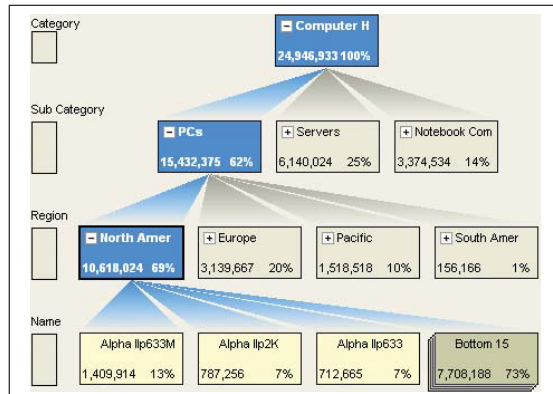 Category
Computer H
24,946,933 100%
Sub Category
PCs
15,432,375 62%
Servers
6,140,024 25%
Notebook Com
3,374,534 14%
Region
North Amer
10,618,024 69%
Europe
3,139,667 20%
Pacific
1,518,518 10%
South Amer
156,166 1%
Name
Alpha llp633M
1,409,914 13%
Alpha llp2K
787,256 7%
Alpha llp633
712,665 7%
Bottom 15
7,708,188 73%